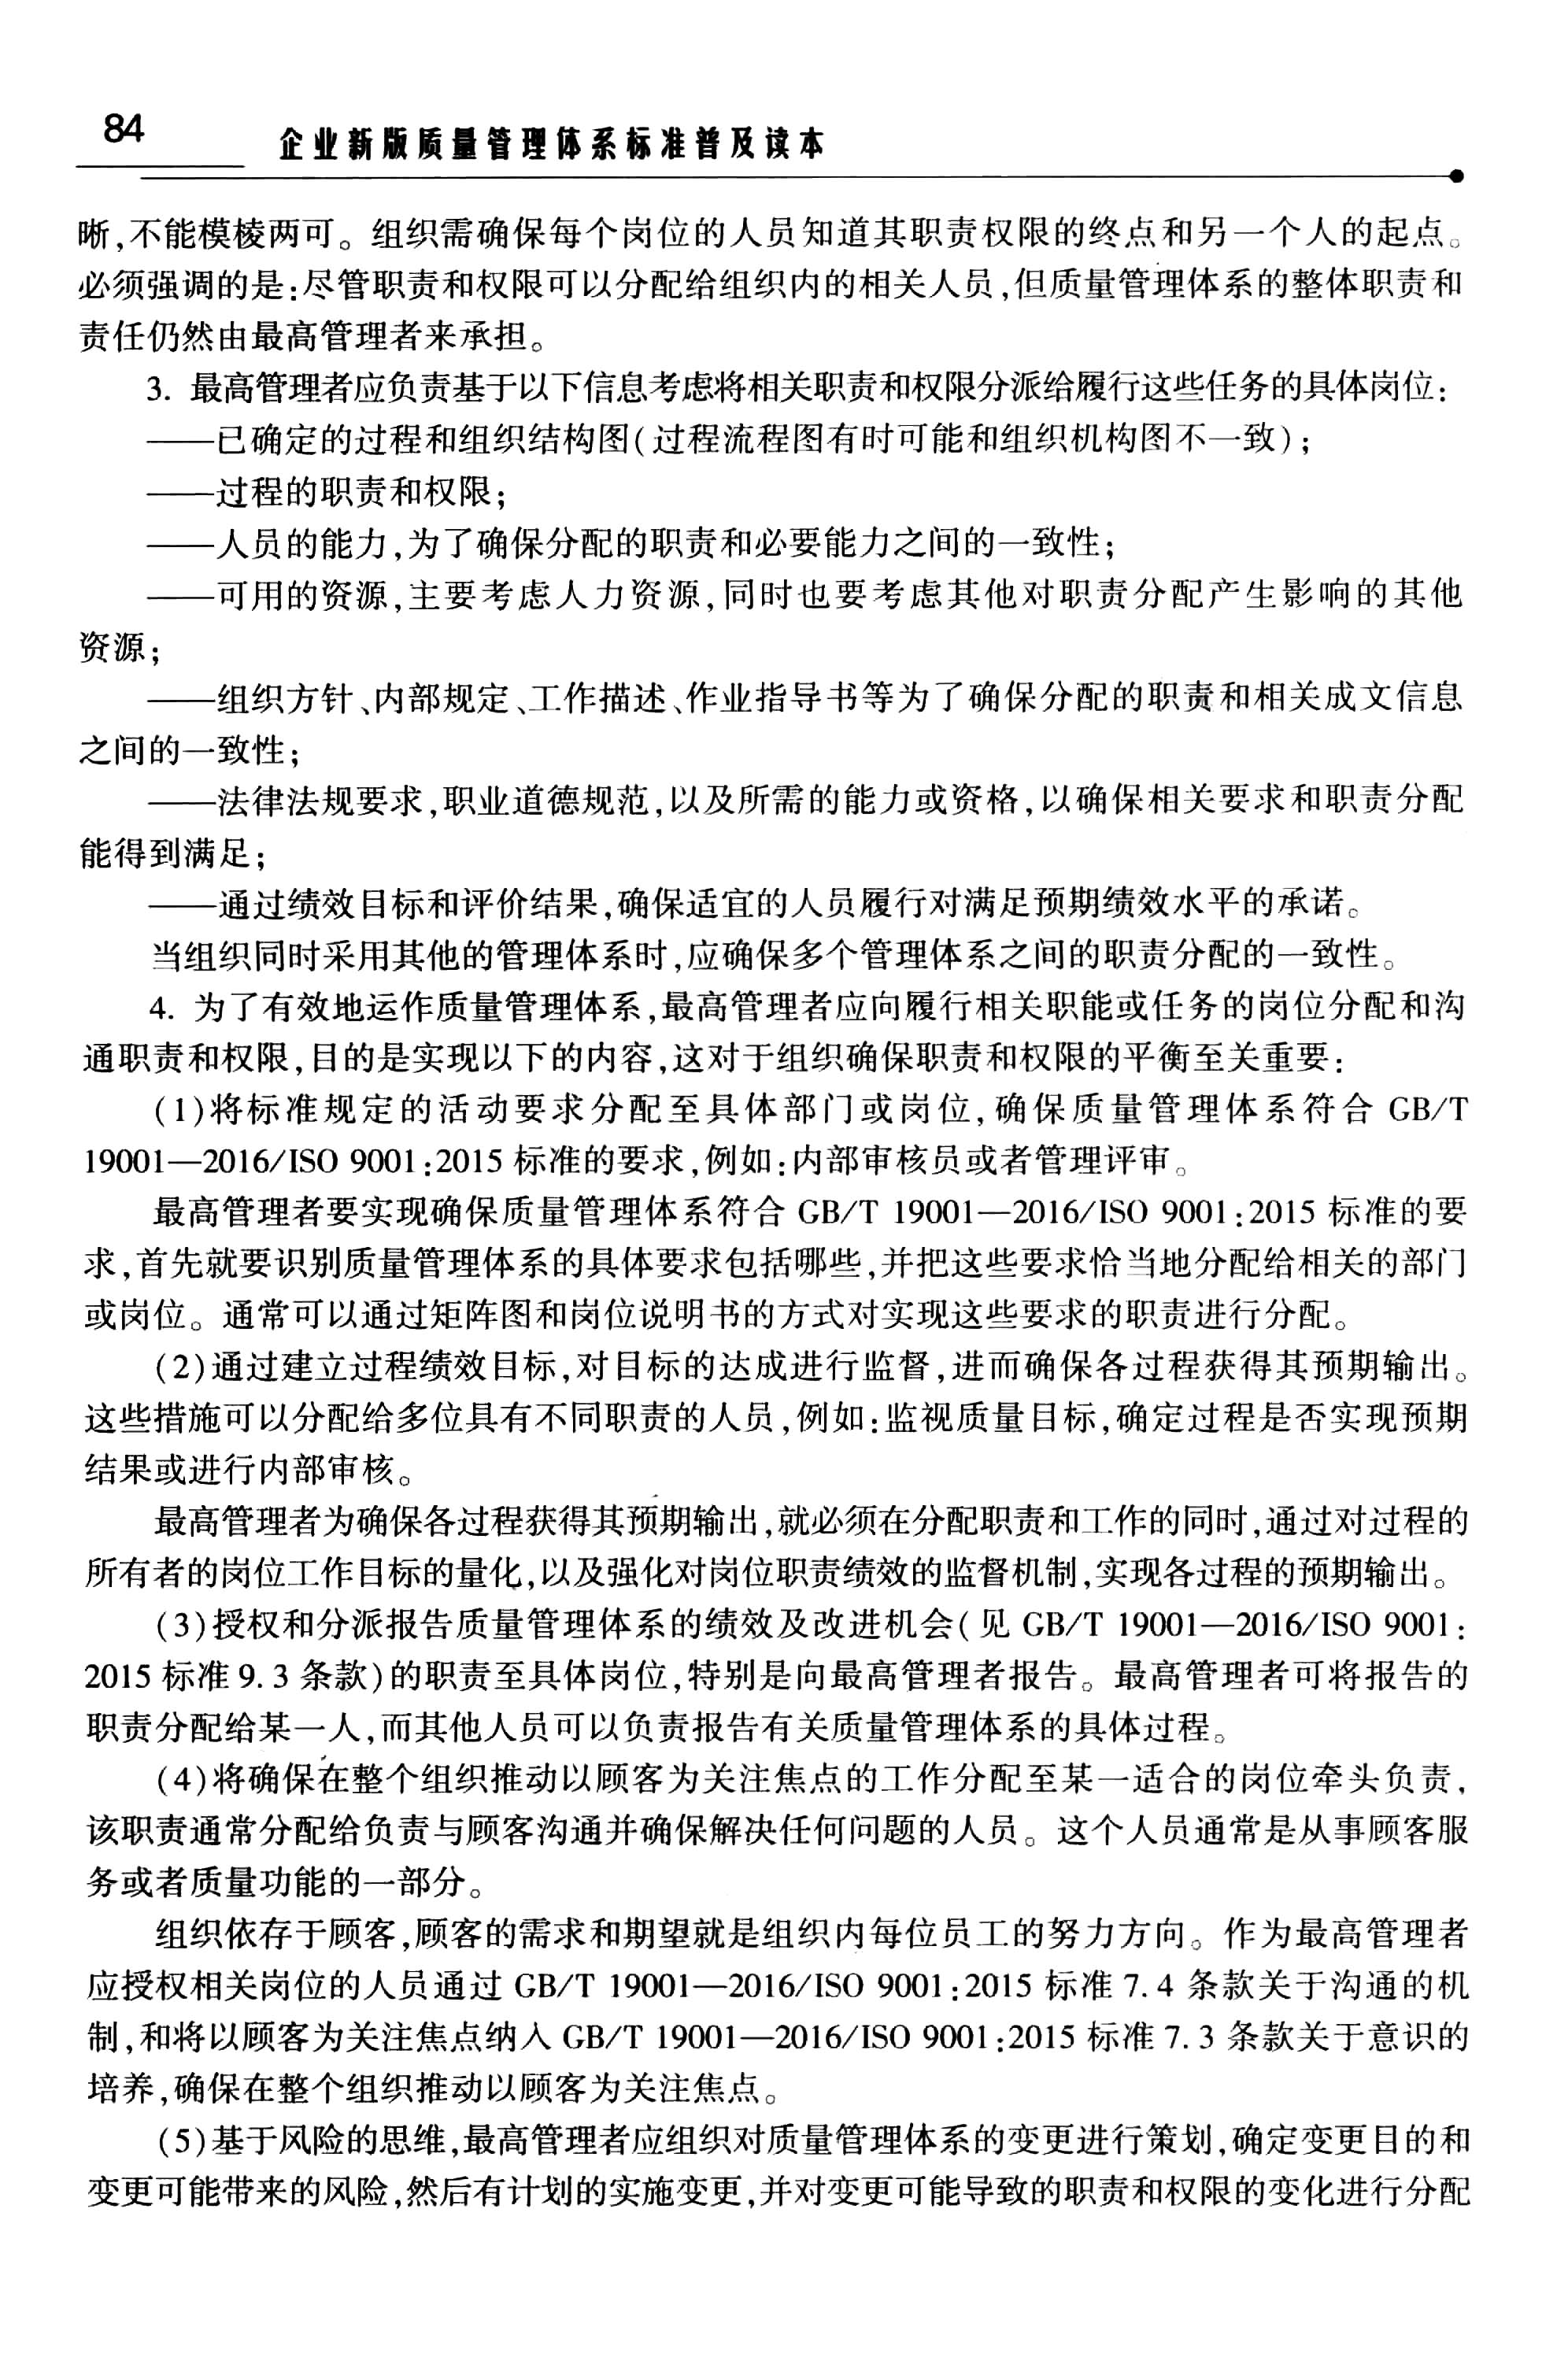 84
企业新版质量管理体系标准普及读本
晰,不能模棱两可。组织需确保每个岗位的人员知道其职责权限的终点和另一个人的起点。
必须强调的是:尽管职责和权限可以分配给组织内的相关人员,但质量管理体系的整体职责和
责任仍然由最高管理者来承担。
3. 最高管理者应负责基于以下信息考虑将相关职责和权限分派给履行这些任务的具体岗位:
——已确定的过程和组织结构图(过程流程图有时可能和组织机构图不一致);
——过程的职责和权限;
——人员的能力,为了确保分配的职责和必要能力之间的一致性;
——可用的资源,主要考虑人力资源,同时也要考虑其他对职责分配产生影响的其他
资源;
——组织方针、内部规定、工作描述、作业指导书等为了确保分配的职责和相关成文信息
之间的一致性;
——法律法规要求,职业道德规范,以及所需的能力或资格,以确保相关要求和职责分配
能得到满足;
——通过绩效目标和评价结果,确保适宜的人员履行对满足预期绩效水平的承诺。
当组织同时采用其他的管理体系时,应确保多个管理体系之间的职责分配的一致性。
4. 为了有效地运作质量管理体系,最高管理者应向履行相关职能或任务的岗位分配和沟
通职责和权限,目的是实现以下的内容,这对于组织确保职责和权限的平衡至关重要:
(1)将标准规定的活动要求分配至具体部门或岗位,确保质量管理体系符合 GB/T
19001—2016/ISO 9001:2015 标准的要求,例如:内部审核员或者管理评审。
最高管理者要实现确保质量管理体系符合 GB/T 19001—2016/ISO 9001:2015 标准的要
求,首先就要识别质量管理体系的具体要求包括哪些,并把这些要求恰当地分配给相关的部门
或岗位。通常可以通过矩阵图和岗位说明书的方式对实现这些要求的职责进行分配。
(2)通过建立过程绩效目标,对目标的达成进行监督,进而确保各过程获得其预期输出。
这些措施可以分配给多位具有不同职责的人员,例如:监视质量目标,确定过程是否实现预期
结果或进行内部审核。
最高管理者为确保各过程获得其预期输出,就必须在分配职责和工作的同时,通过对过程的
所有者的岗位工作目标的量化,以及强化对岗位职责绩效的监督机制,实现各过程的预期输出。
(3)授权和分派报告质量管理体系的绩效及改进机会(见 GB/T 19001—2016/ISO 9001:
2015 标准 9.3 条款)的职责至具体岗位,特别是向最高管理者报告。最高管理者可将报告的
职责分配给某一人,而其他人员可以负责报告有关质量管理体系的具体过程。
(4)将确保在整个组织推动以顾客为关注焦点的工作分配至某一适合的岗位牵头负责,
该职责通常分配给负责与顾客沟通并确保解决任何问题的人员。这个人员通常是从事顾客服
务或者质量功能的一部分。
组织依存于顾客,顾客的需求和期望就是组织内每位员工的努力方向。作为最高管理者
应授权相关岗位的人员通过 GB/T 19001—2016/ISO 9001:2015 标准 7.4 条款关于沟通的机
制,和将以顾客为关注焦点纳入 GB/T 19001—2016/ISO 9001:2015 标准 7.3 条款关于意识的
培养,确保在整个组织推动以顾客为关注焦点。
(5)基于风险的思维,最高管理者应组织对质量管理体系的变更进行策划,确定变更目的和
变更可能带来的风险,然后有计划的实施变更,并对变更可能导致的职责和权限的变化进行分配